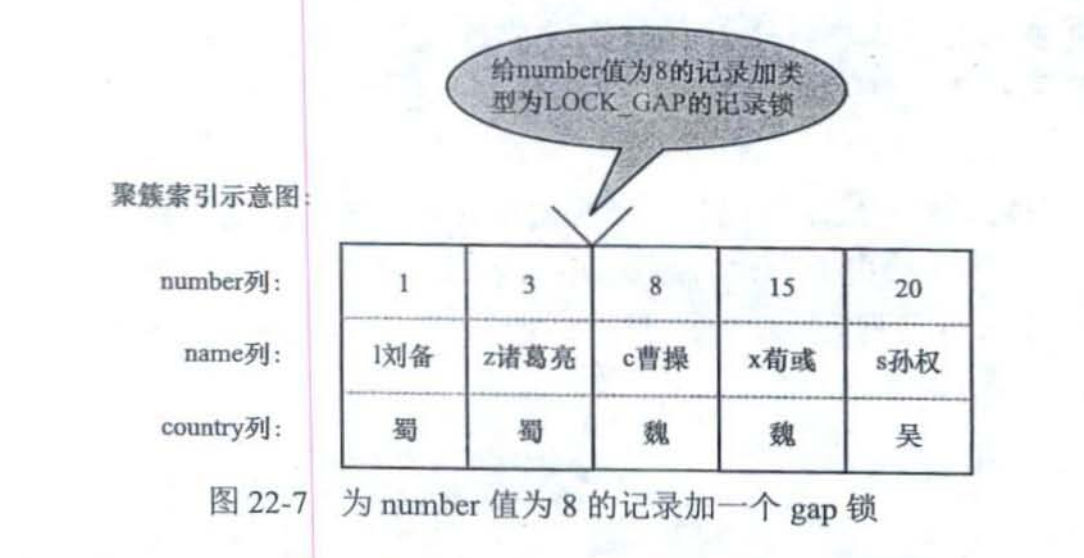 给number值为8的记录加类
型为LOCK_GAP的记录锁
聚簇索引示意图:
number列: 1 3 8 15 20
name列: l刘备 z诸葛亮 c曹操 x荀彧 s孙权
country列: 蜀 蜀 魏 魏 吴
图 22-7 为 number 值为 8 的记录加一个 gap 锁